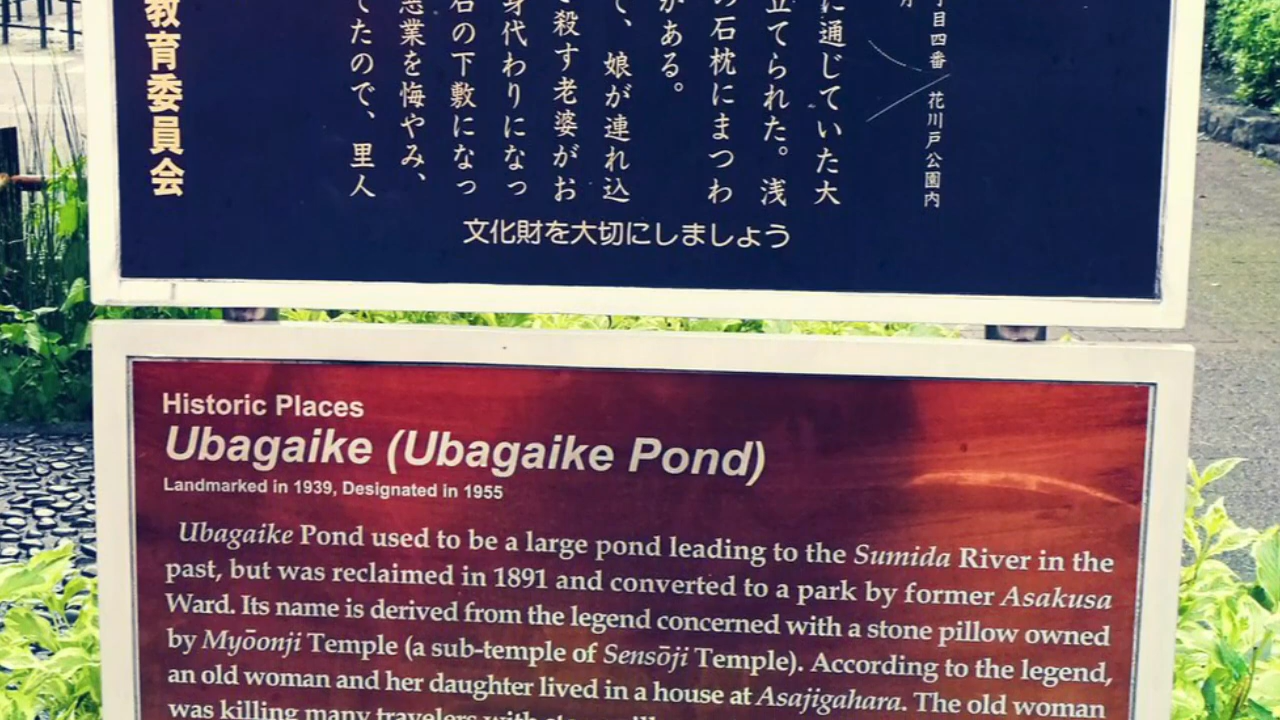 丁目四番
花川戸公園内
に通じていた大
立てられた。浅
の石枕にまつわ
がある。
て、娘が連れ込
で殺す老婆がお
身代わりになっ
石の下敷になっ
悪業を悔やみ、
てたので、里人
教育委員会
文化財を大切にしましょう
Historic Places
Ubagaike (Ubagaike Pond)
Landmarked in 1939, Designated in 1955
Ubagaike Pond used to be a large pond leading to the Sumida River in the
past, but was reclaimed in 1891 and converted to a park by former Asakusa
Ward. Its name is derived from the legend concerned with a stone pillow owned
by Myōonji Temple (a sub-temple of Sensōji Temple). According to the legend,
an old woman and her daughter lived in a house at Asajigahara. The old woman
was killing many travelers with